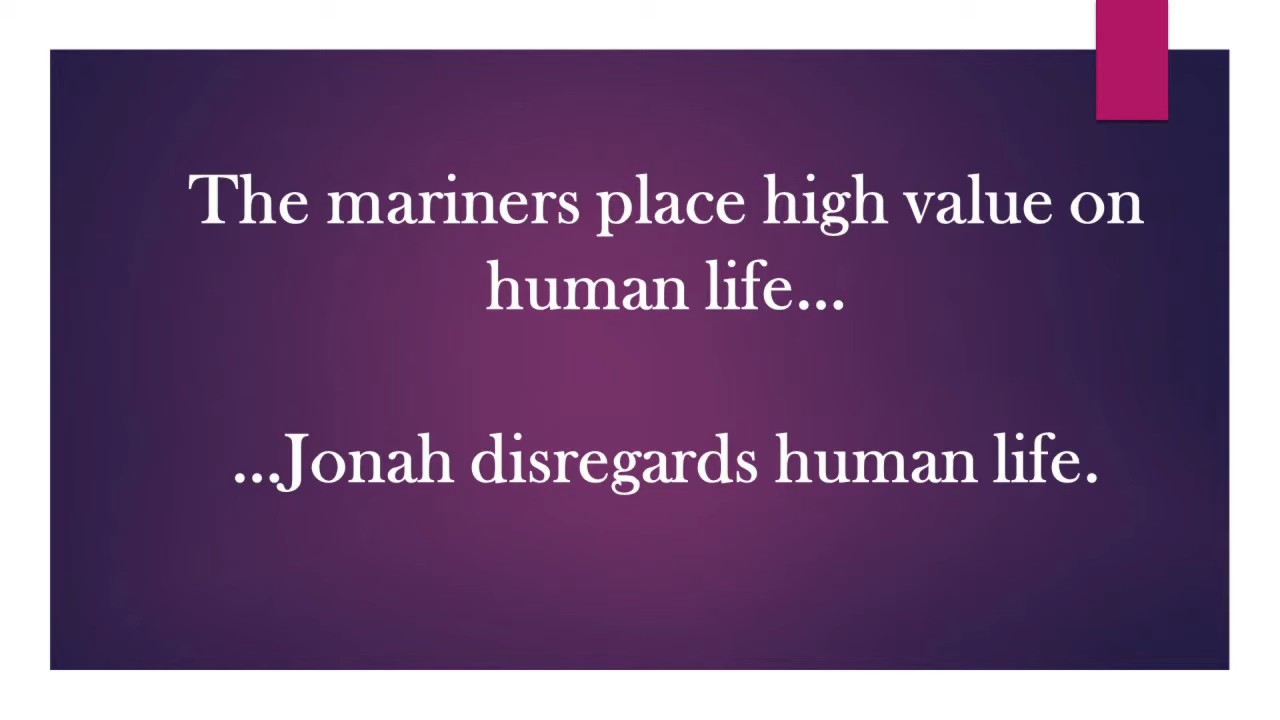 The mariners place high value on
human life...
...Jonah disregards human life.